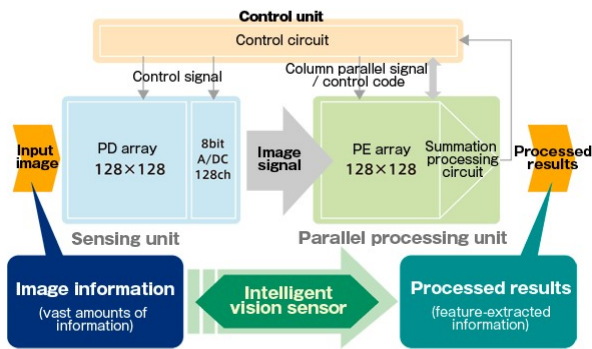 Control unit
Control circuit
Control signal
Column parallel signal
/ control code
Input
image
PD array
128×128
8bit
A/DC
128ch
Image
signal
PE array
128×128
Summation
processing
circuit
Processed
results
Sensing unit
Parallel processing unit
Image information
(vast amounts of
information)
Intelligent
vision sensor
Processed results
(feature-extracted
information)